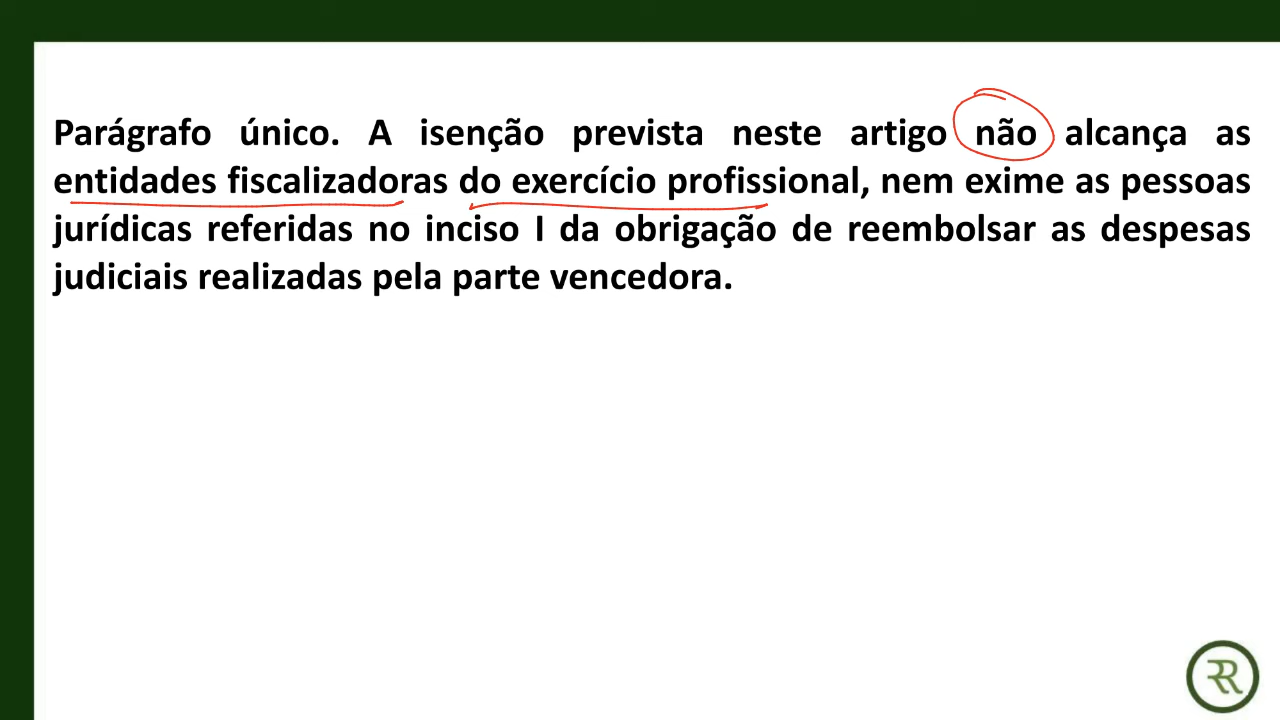 Parágrafo único. A isenção prevista neste artigo não alcança as
entidades fiscalizadoras do exercício profissional, nem exime as pessoas
jurídicas referidas no inciso I da obrigação de reembolsar as despesas
judiciais realizadas pela parte vencedora.
RR